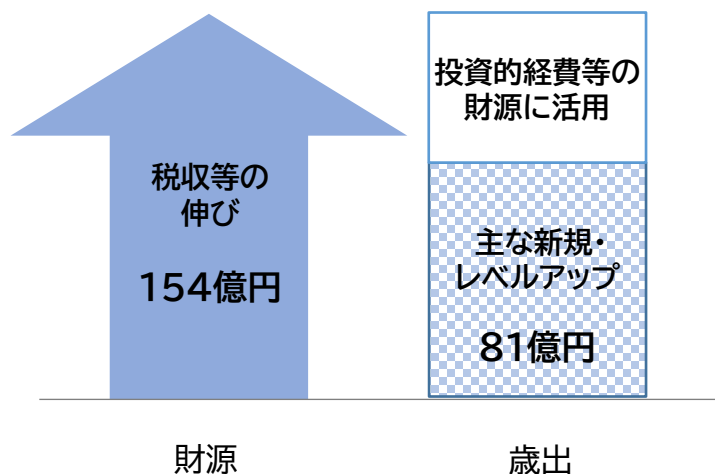 税収等の
伸び
154億円
投資的経費等の
財源に活用
主な新規・
レベルアップ
81億円
財源
歳出